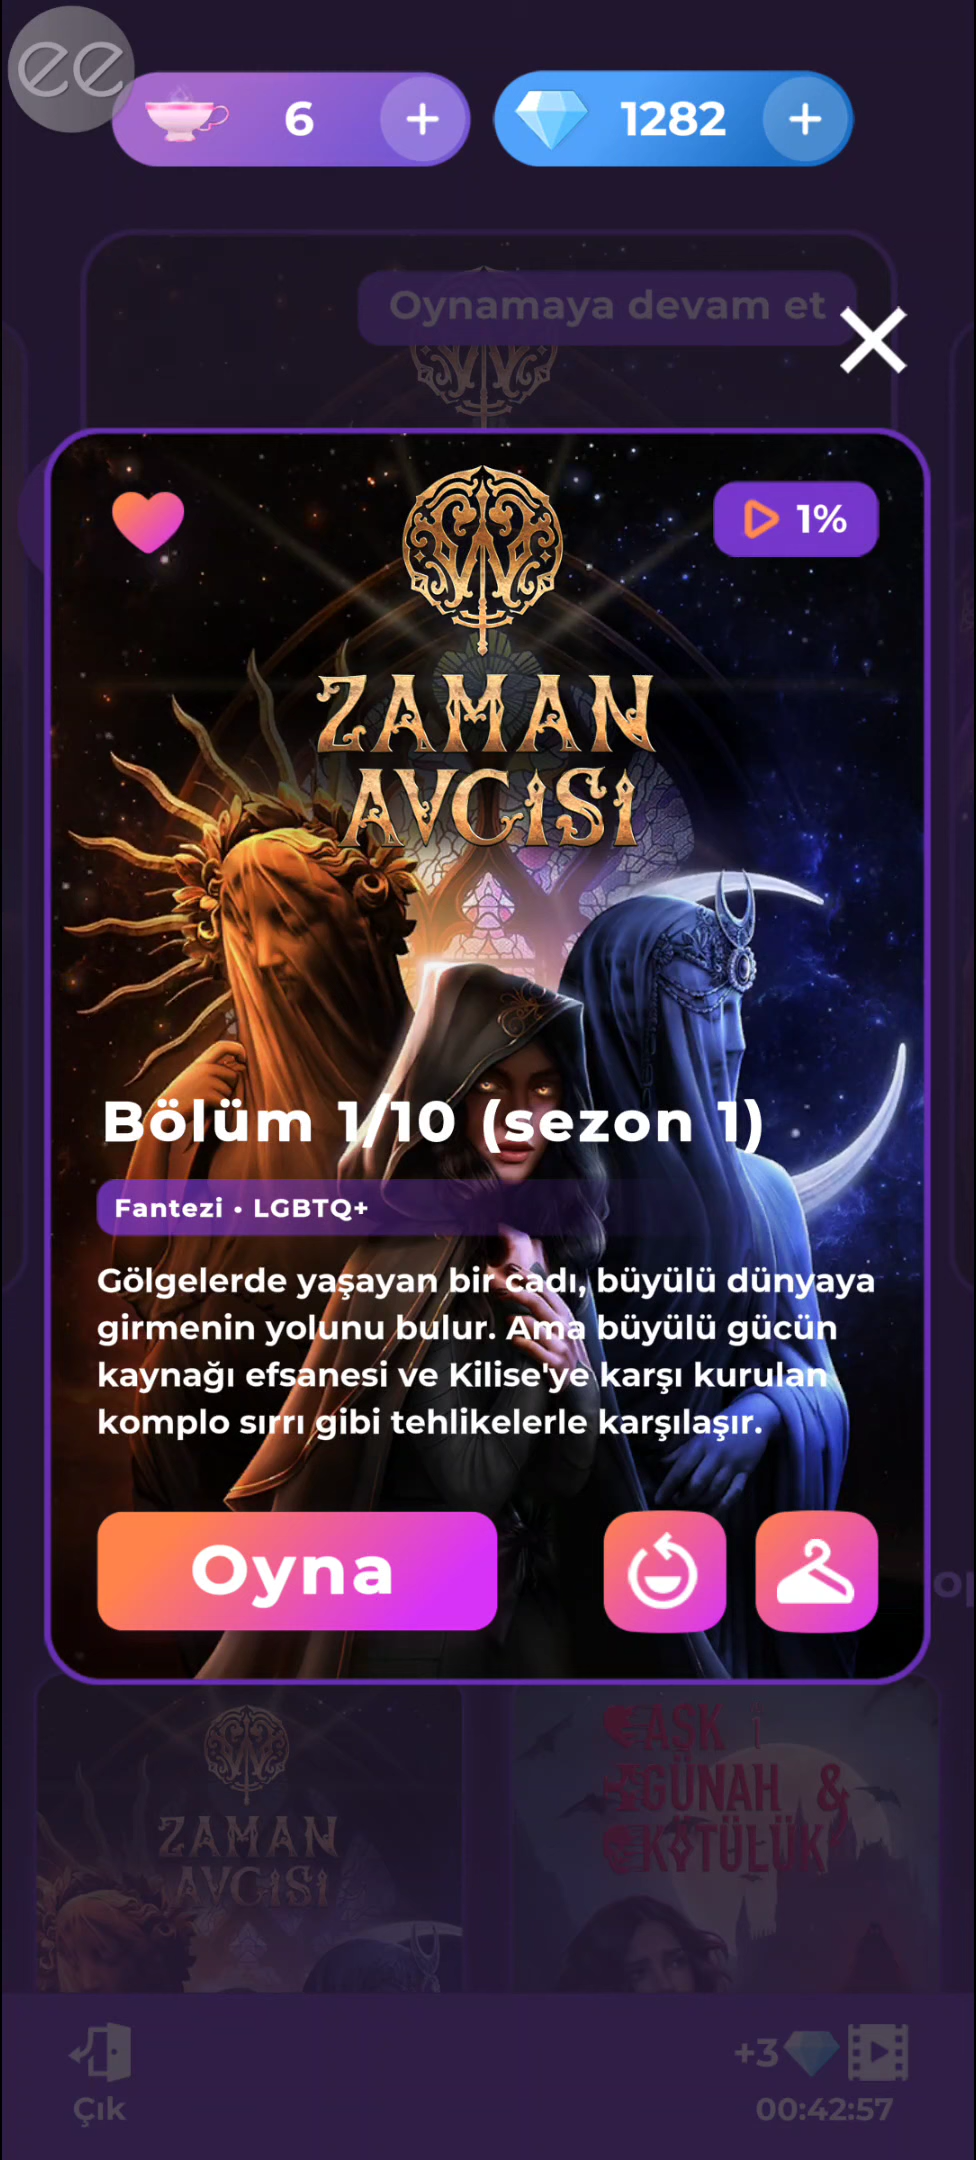 ee
6 +
1282 +
Oynamaya devam et
1%
ZAMAN
AVCISI
Bölüm 1/10 (sezon 1)
Fantezi • LGBTQ+
Gölgelerde yaşayan bir cadı, büyülü dünyaya
girmenin yolunu bulur. Ama büyülü gücün
kaynağı efsanesi ve Kilise'ye karşı kurulan
komplo sırrı gibi tehlikelerle karşılaşır.
Oyna
ZAMAN
AVCISI
AŞK
GÜNAH &
KÖTÜLÜK
Çık
+3
00:42:57